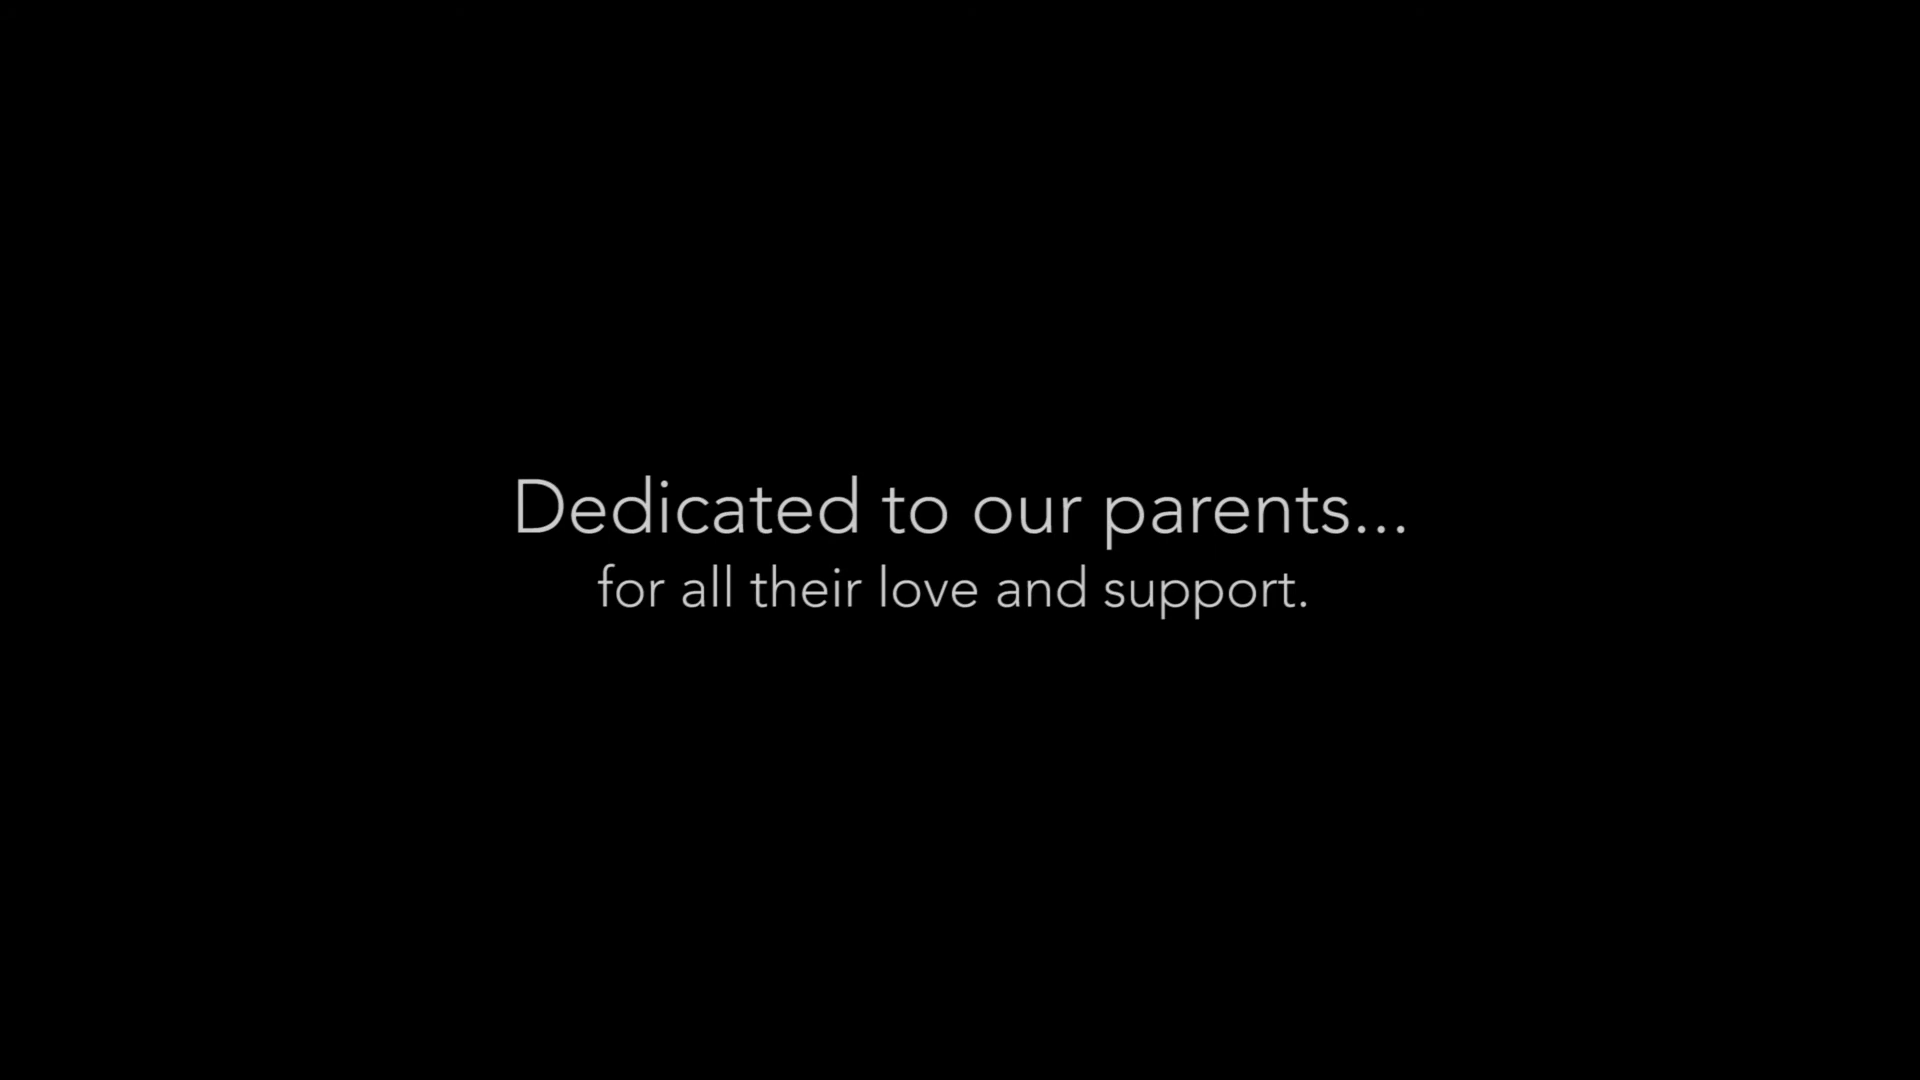 Dedicated to our parents...
for all their love and support.